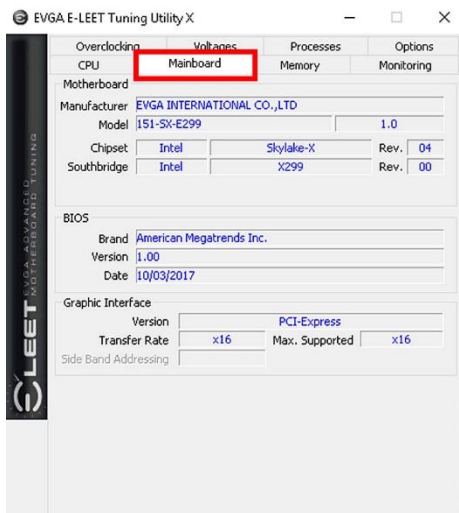 EVGA E-LEET Tuning Utility X
Overclocking Voltages Processes Options
CPU Mainboard Memory Monitoring
Motherboard
Manufacturer EVGA INTERNATIONAL CO.,LTD
Model 151-SX-E299 1.0
Chipset Intel Skylake-X Rev. 04
Southbridge Intel X299 Rev. 00
BIOS
Brand American Megatrends Inc.
Version 1.00
Date 10/03/2017
Graphic Interface
Version PCI-Express
Transfer Rate x16 Max. Supported x16
Side Band Addressing
E-LEET EVGA ADVANCED
MOTHERBOARD TUNING